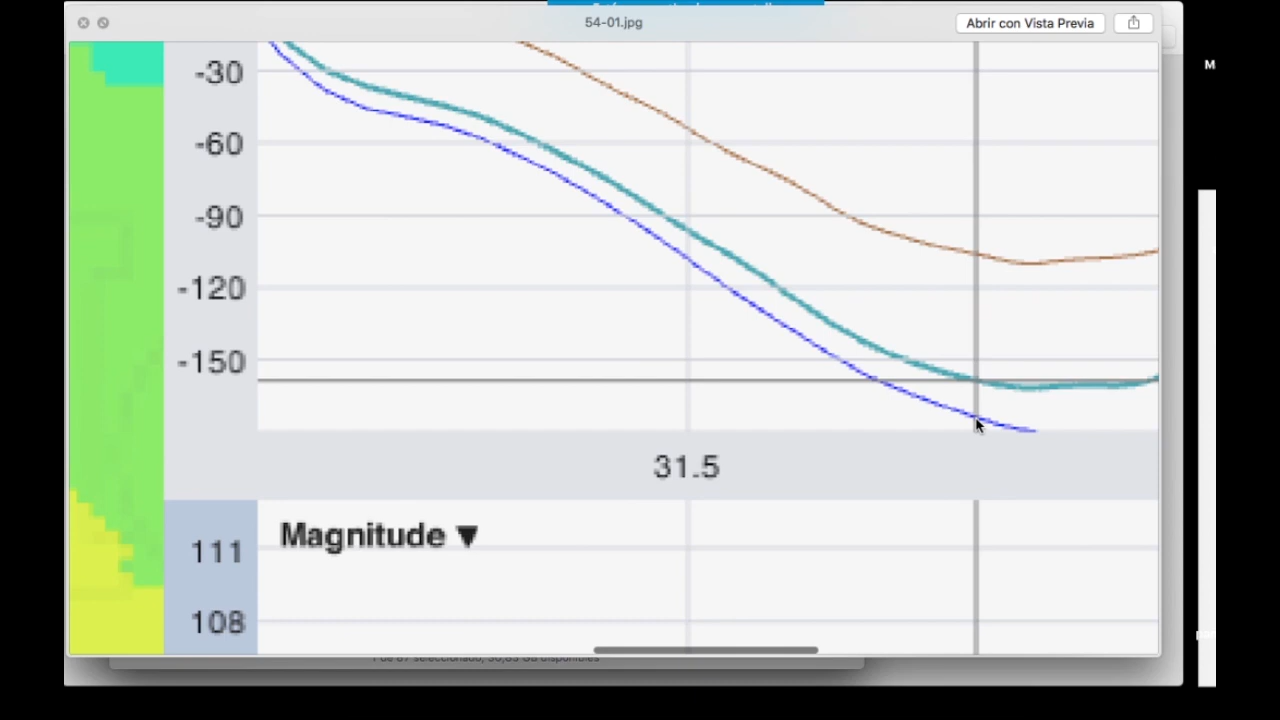 54-01.jpg
Abrir con Vista Previa
M
-30
-60
-90
-120
-150
31.5
Magnitude ▼
111
108